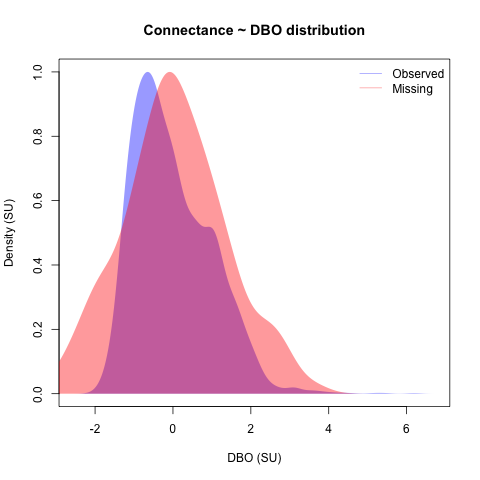 Connectance ~ DBO distribution
Observed
Missing
Density (SU)
1.0
0.8
0.6
0.4
0.2
0.0
-2 0 2 4 6
DBO (SU)